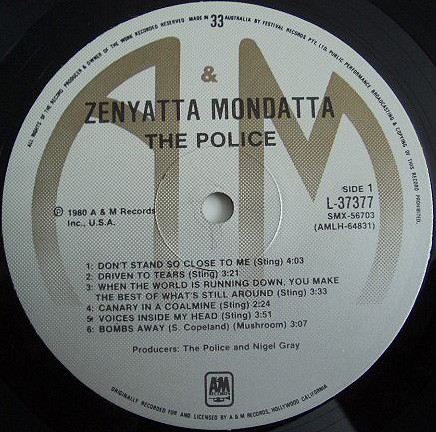 ALL RIGHTS OF THE RECORD PRODUCER & OWNER OF THE WORK RECORDED RESERVED MADE IN 33 AUSTRALIA BY FESTIVAL RECORDS PTY. LTD. PUBLIC PERFORMANCE BROADCASTING & COPYING OF THIS RECORD PROHIBITED.
A & M
ZENYATTA MONDATTA
THE POLICE
SIDE 1
L-37377
SMX-56703
(AMLH-64831)
℗ 1980 A & M Records
Inc., U.S.A.
1: DON'T STAND SO CLOSE TO ME (Sting) 4:03
2: DRIVEN TO TEARS (Sting) 3:21
3: WHEN THE WORLD IS RUNNING DOWN, YOU MAKE
THE BEST OF WHAT'S STILL AROUND (Sting) 3:33
4: CANARY IN A COALMINE (Sting) 2:24
5: VOICES INSIDE MY HEAD (Sting) 3:51
6: BOMBS AWAY (S. Copeland) (Mushroom) 3:07
Producers: The Police and Nigel Gray
A&M
RECORDS
ORIGINALLY RECORDED FOR AND LICENSED BY A & M RECORDS, HOLLYWOOD CALIFORNIA